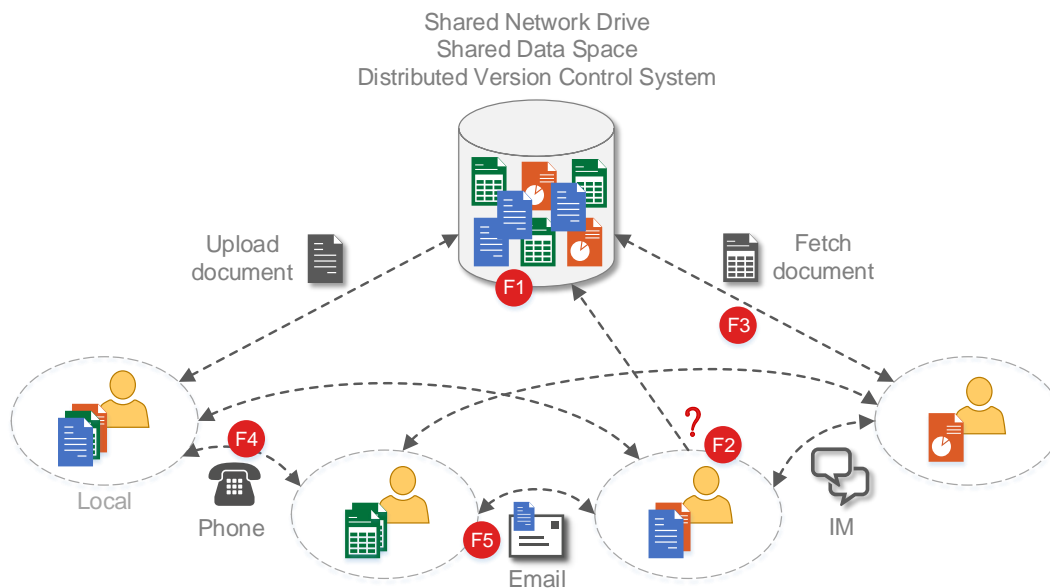 Shared Network Drive
Shared Data Space
Distributed Version Control System
Upload
document
Fetch
document
F1
F3
?
F4
F2
Local
Phone
F5
Email
IM